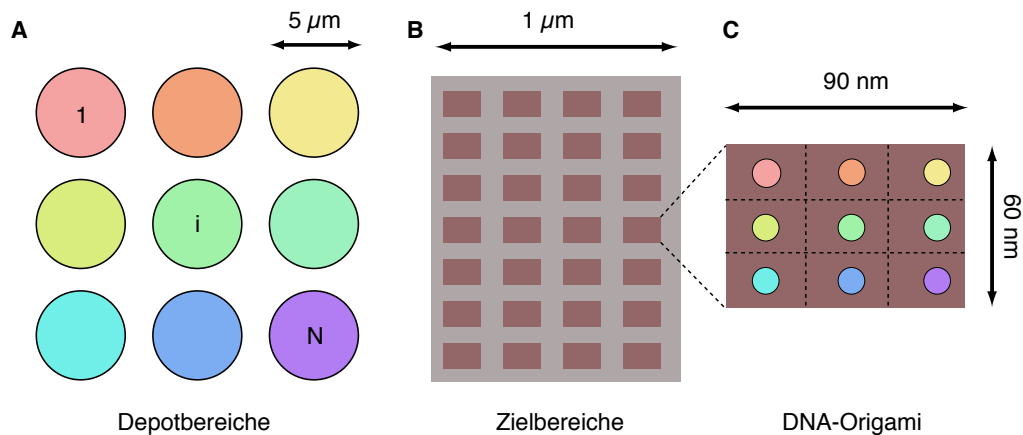 A
5 µm
B
1 µm
C
90 nm
1
i
N
60 nm
Depotbereiche
Zielbereiche
DNA-Origami